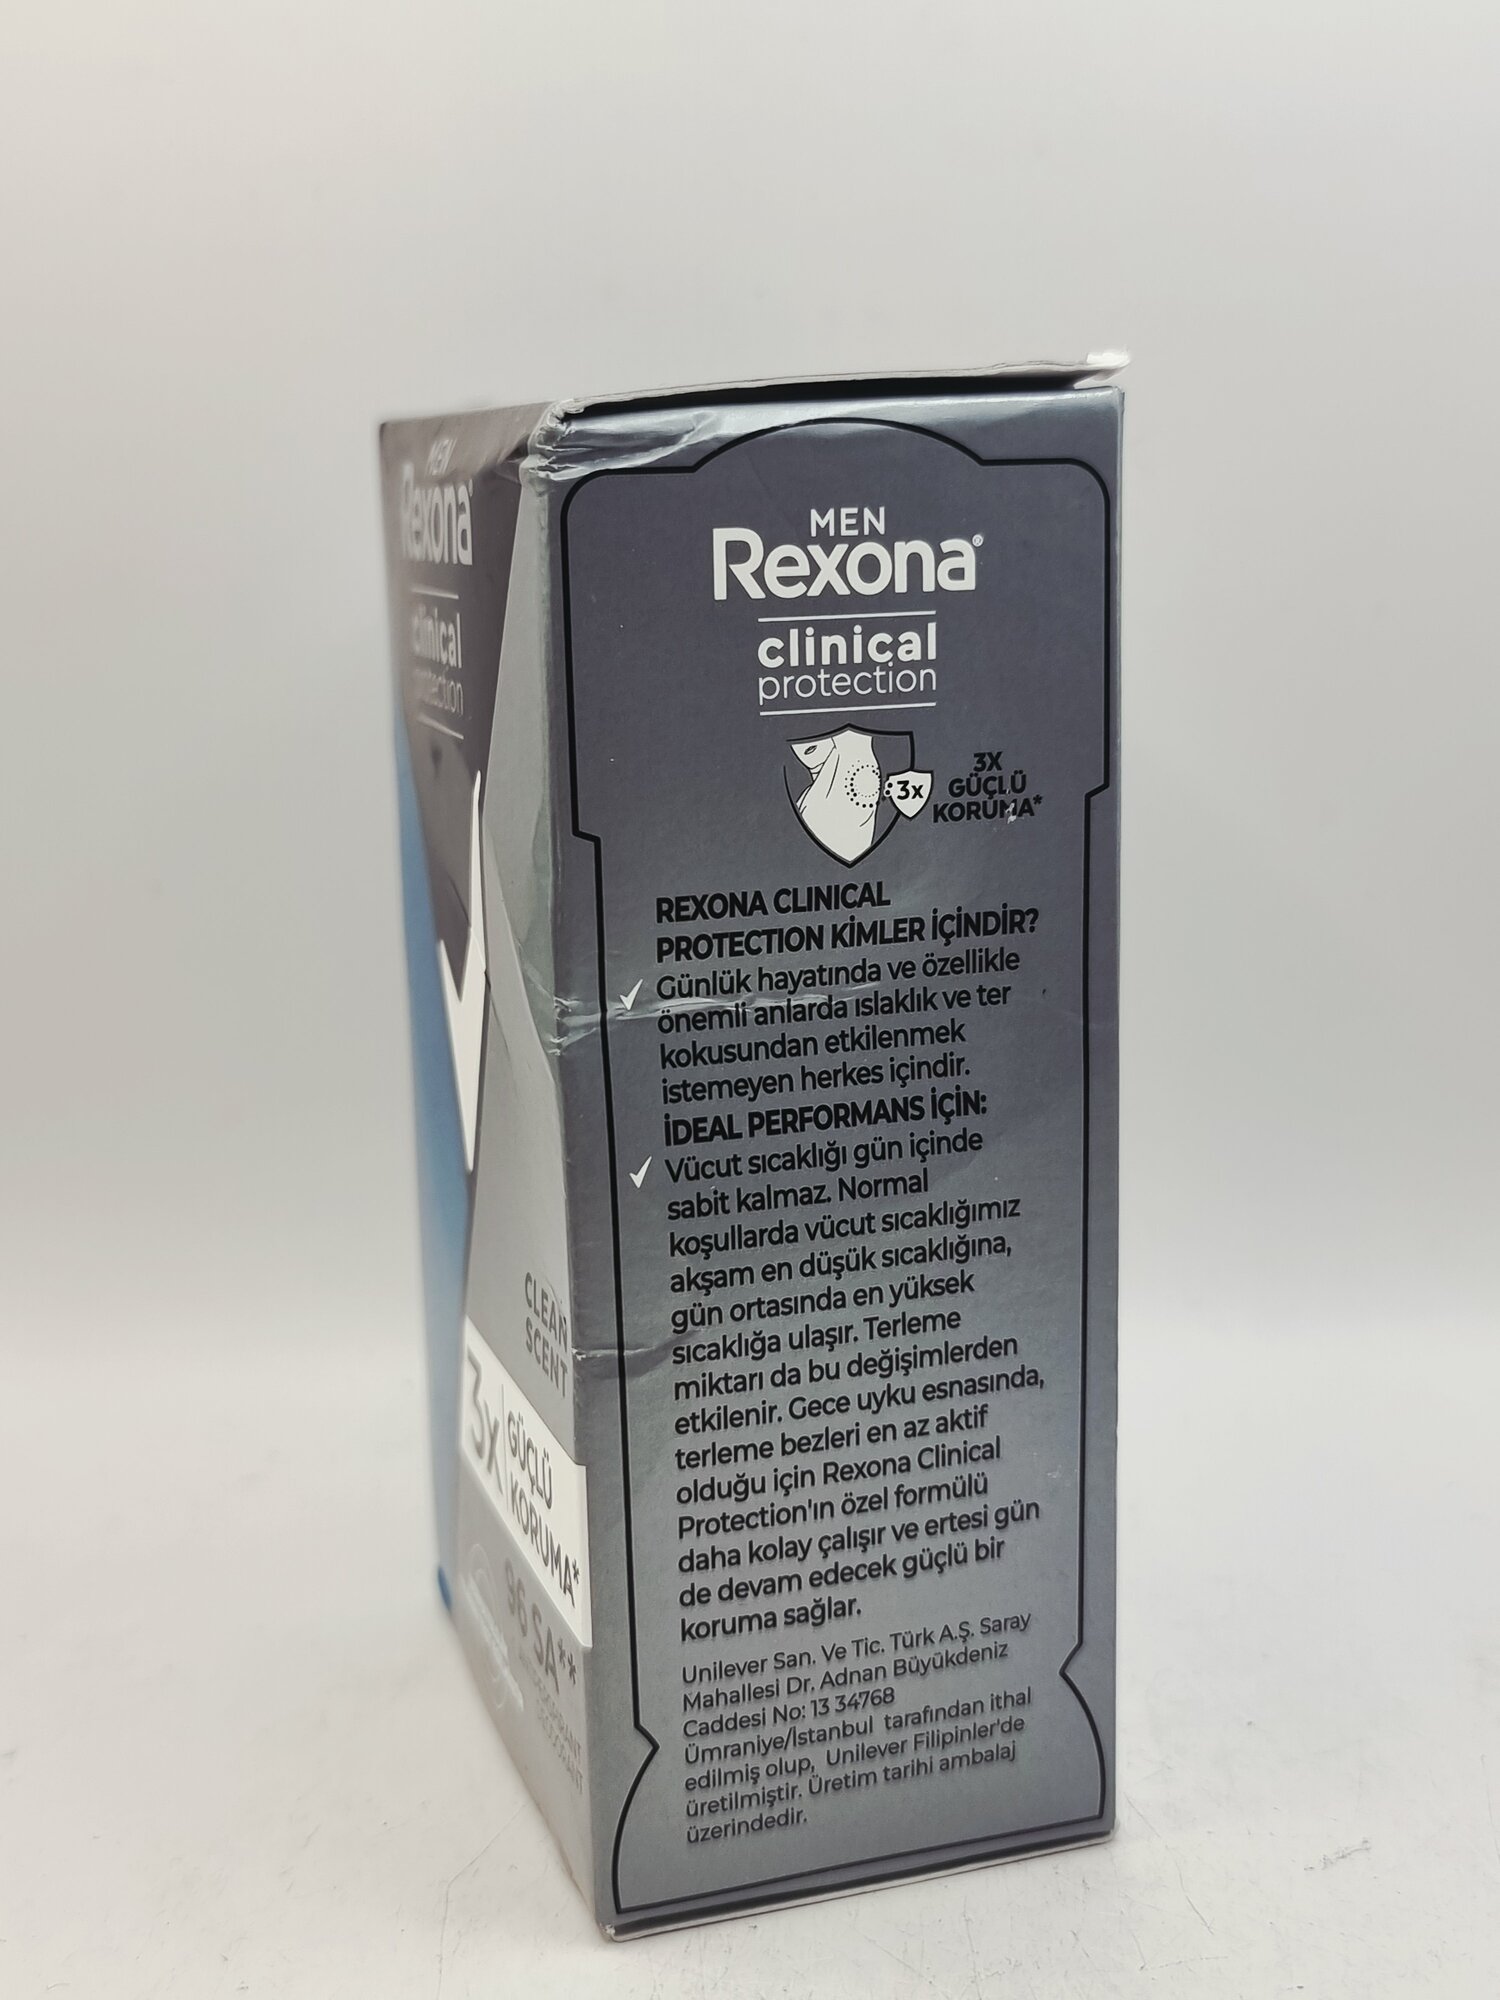 MEN
Rexona®
clinical
protection
3x
3X
GÜÇLÜ
KORUMA*
REXONA CLINICAL
PROTECTION KİMLER İÇİNDİR?
Günlük hayatında ve özellikle
önemli anlarda ıslaklık ve ter
kokusundan etkilenmek
istemeyen herkes içindir.
İDEAL PERFORMANS İÇİN:
Vücut sıcaklığı gün içinde
sabit kalmaz. Normal
koşullarda vücut sıcaklığımız
akşam en düşük sıcaklığına,
gün ortasında en yüksek
sıcaklığa ulaşır. Terleme
miktarı da bu değişimlerden
etkilenir. Gece uyku esnasında,
terleme bezleri en az aktif
olduğu için Rexona Clinical
Protection'ın özel formülü
daha kolay çalışır ve ertesi gün
de devam edecek güçlü bir
koruma sağlar.
Unilever San. Ve Tic. Türk A.Ş. Saray
Mahallesi Dr. Adnan Büyükdeniz
Caddesi No: 13 34768
Ümraniye/İstanbul tarafından ithal
edilmiş olup, Unilever Filipinler'de
üretilmiştir. Üretim tarihi ambalaj
üzerindedir.
MEN
Rexona
clinical
protection
CLEAN
SCENT
3X
GÜÇLÜ
KORUMA*
96 SA**